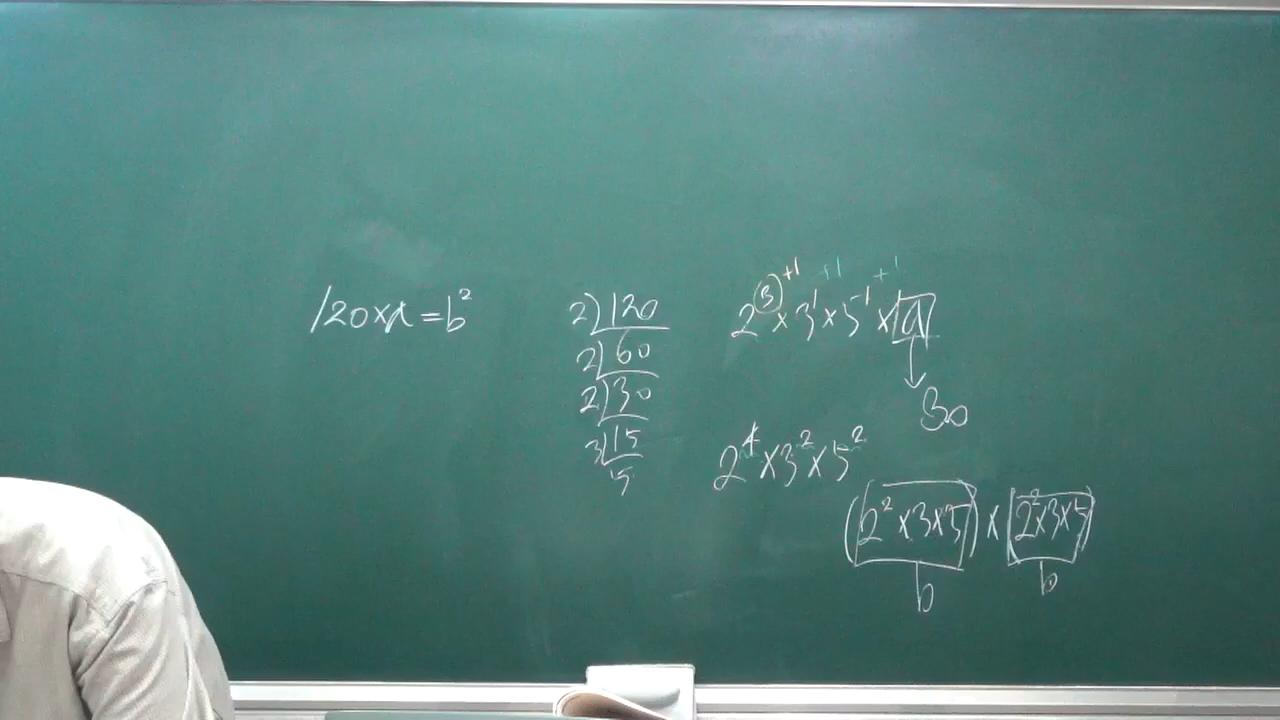 120×a=b²
2)120
2)60
2)30
3)15
5
+1 +1 +1
2³×3¹×5¹×a
↓
30
2⁴×3²×5²
(2²×3×5)×(2²×3×5)
b b